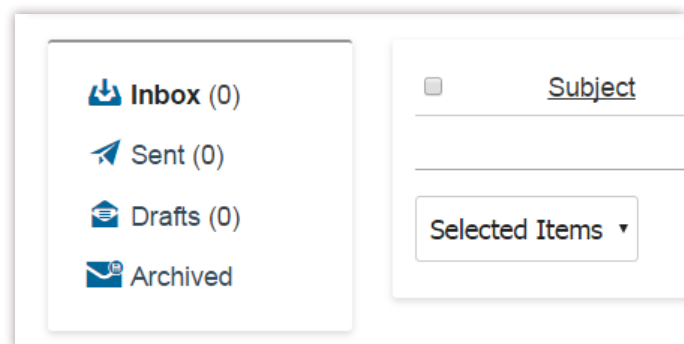 Inbox (0)
Sent (0)
Drafts (0)
Archived
Subject
Selected Items